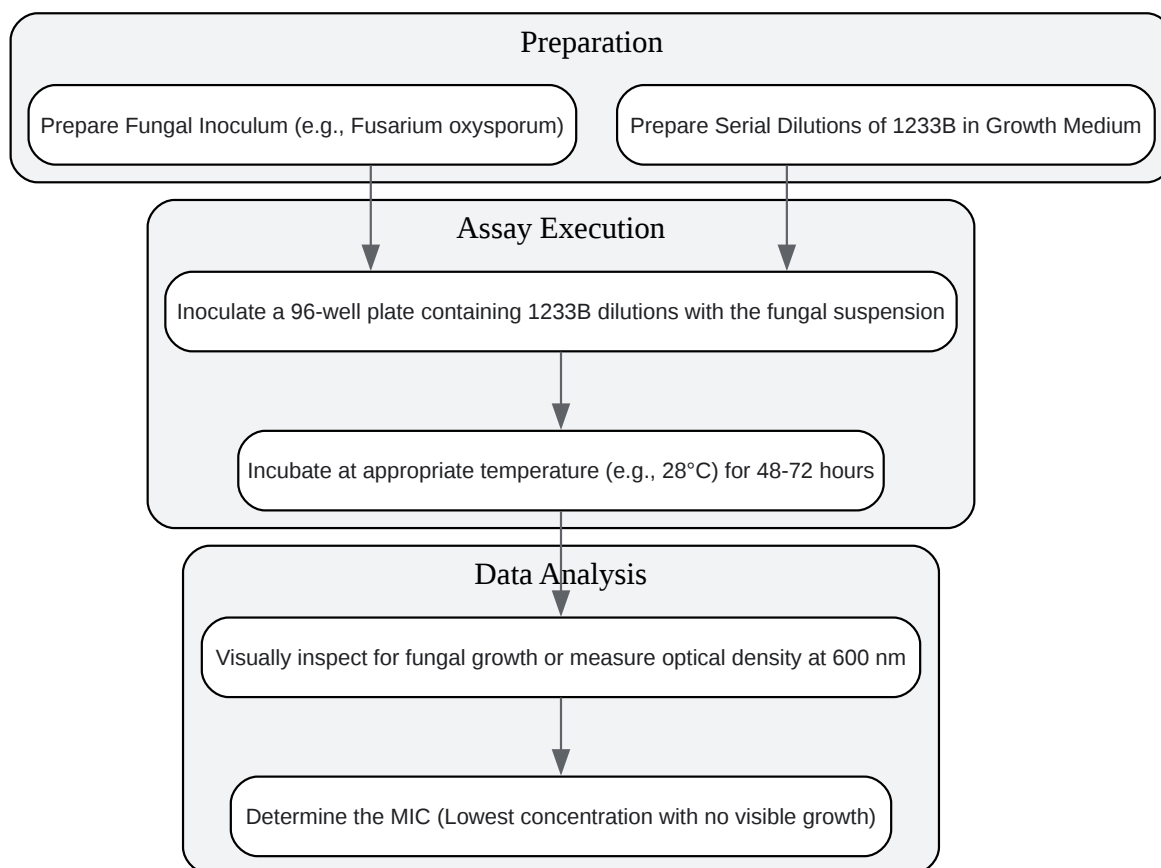 Preparation
Prepare Fungal Inoculum (e.g., Fusarium oxysporum)
Prepare Serial Dilutions of 1233B in Growth Medium
Assay Execution
Inoculate a 96-well plate containing 1233B dilutions with the fungal suspension
Incubate at appropriate temperature (e.g., 28°C) for 48-72 hours
Data Analysis
Visually inspect for fungal growth or measure optical density at 600 nm
Determine the MIC (Lowest concentration with no visible growth)